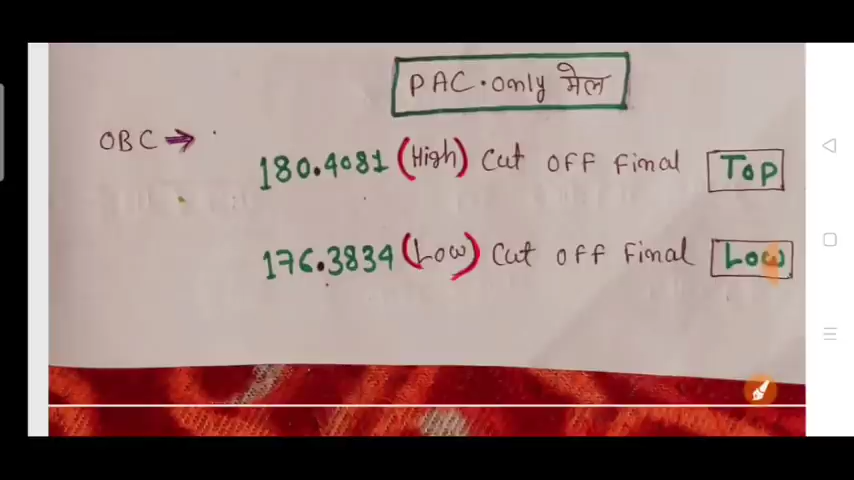 PAC. only मेल
OBC →
180.4081 (High) Cut off final Top
176.3834 (Low) Cut off Final Low